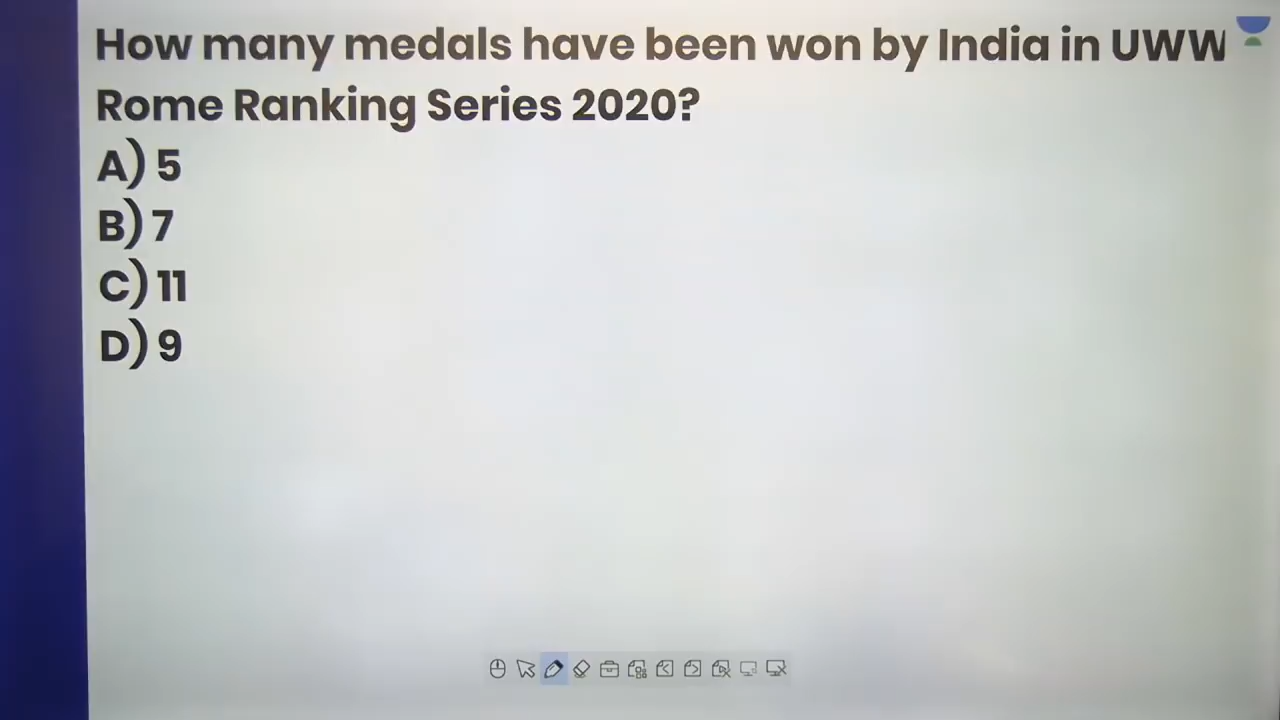 How many medals have been won by India in UWW
Rome Ranking Series 2020?
A) 5
B) 7
C) 11
D) 9